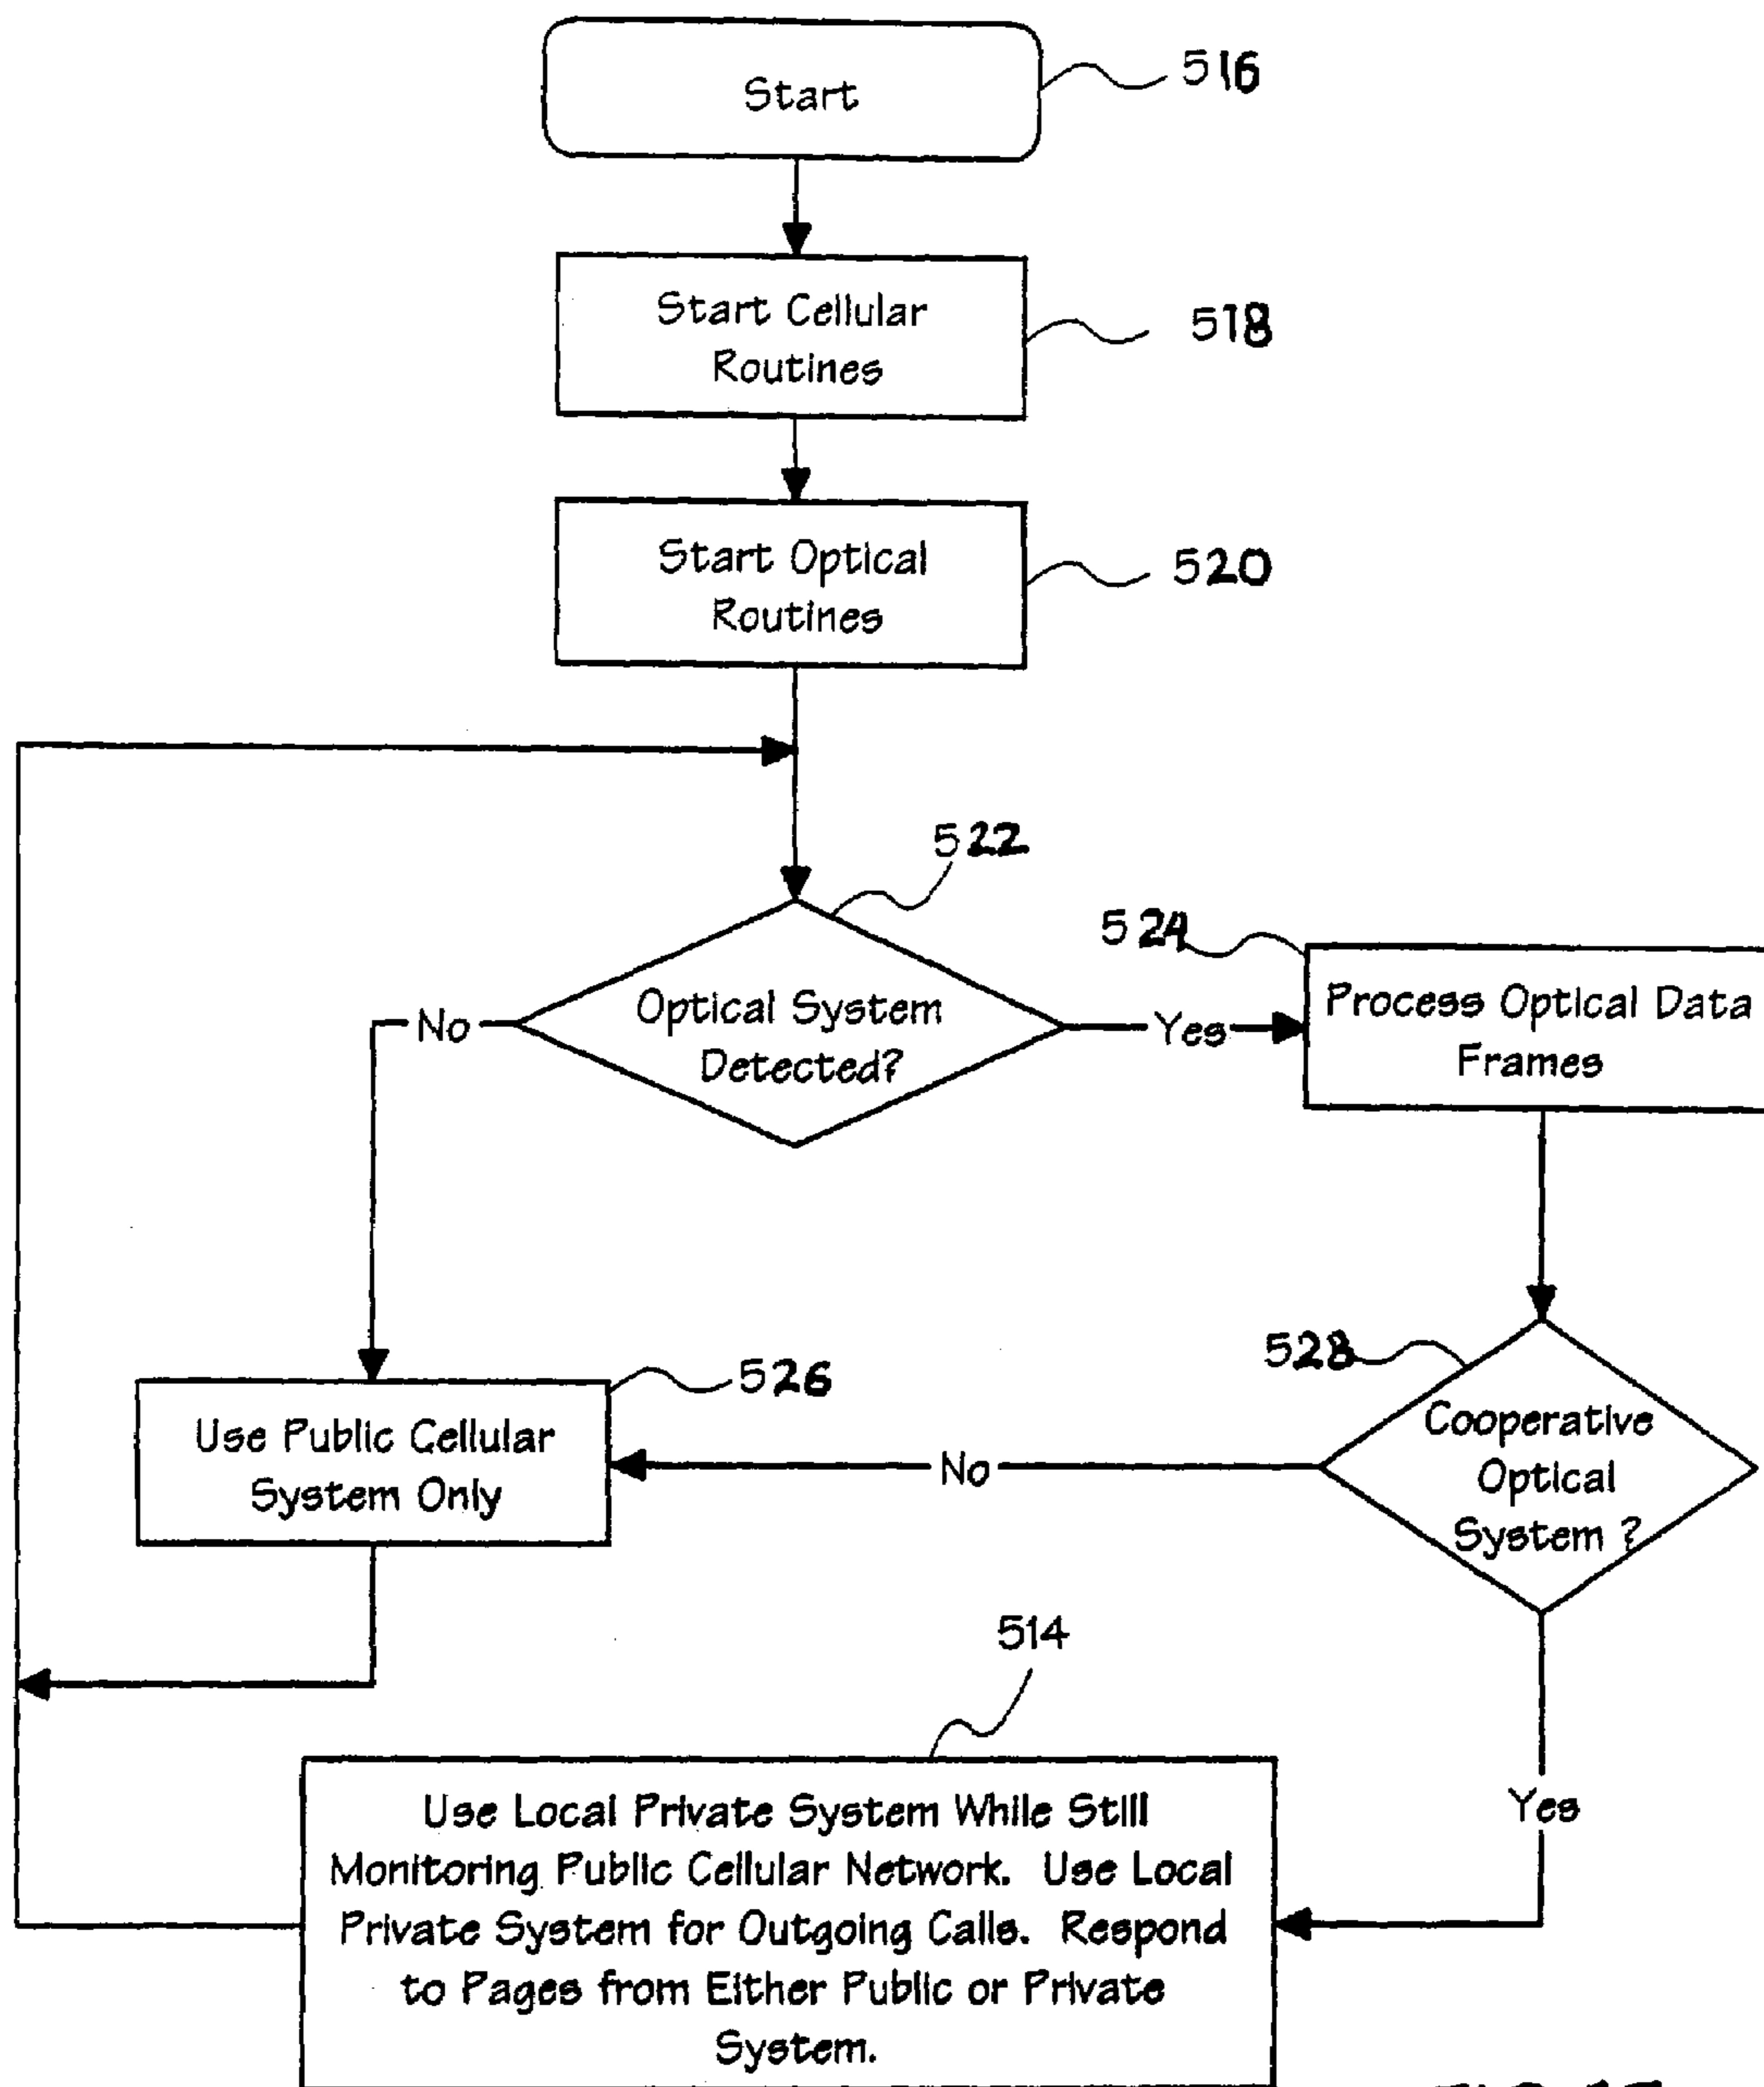 Start
516
Start Cellular
Routines
518
Start Optical
Routines
520
522
Optical System
Detected?
No
Yes
524
Process Optical Data
Frames
528
Cooperative
Optical
System ?
No
526
Use Public Cellular
System Only
Yes
514
Use Local Private System While Still
Monitoring Public Cellular Network. Use Local
Private System for Outgoing Calls. Respond
to Pages from Either Public or Private
System.